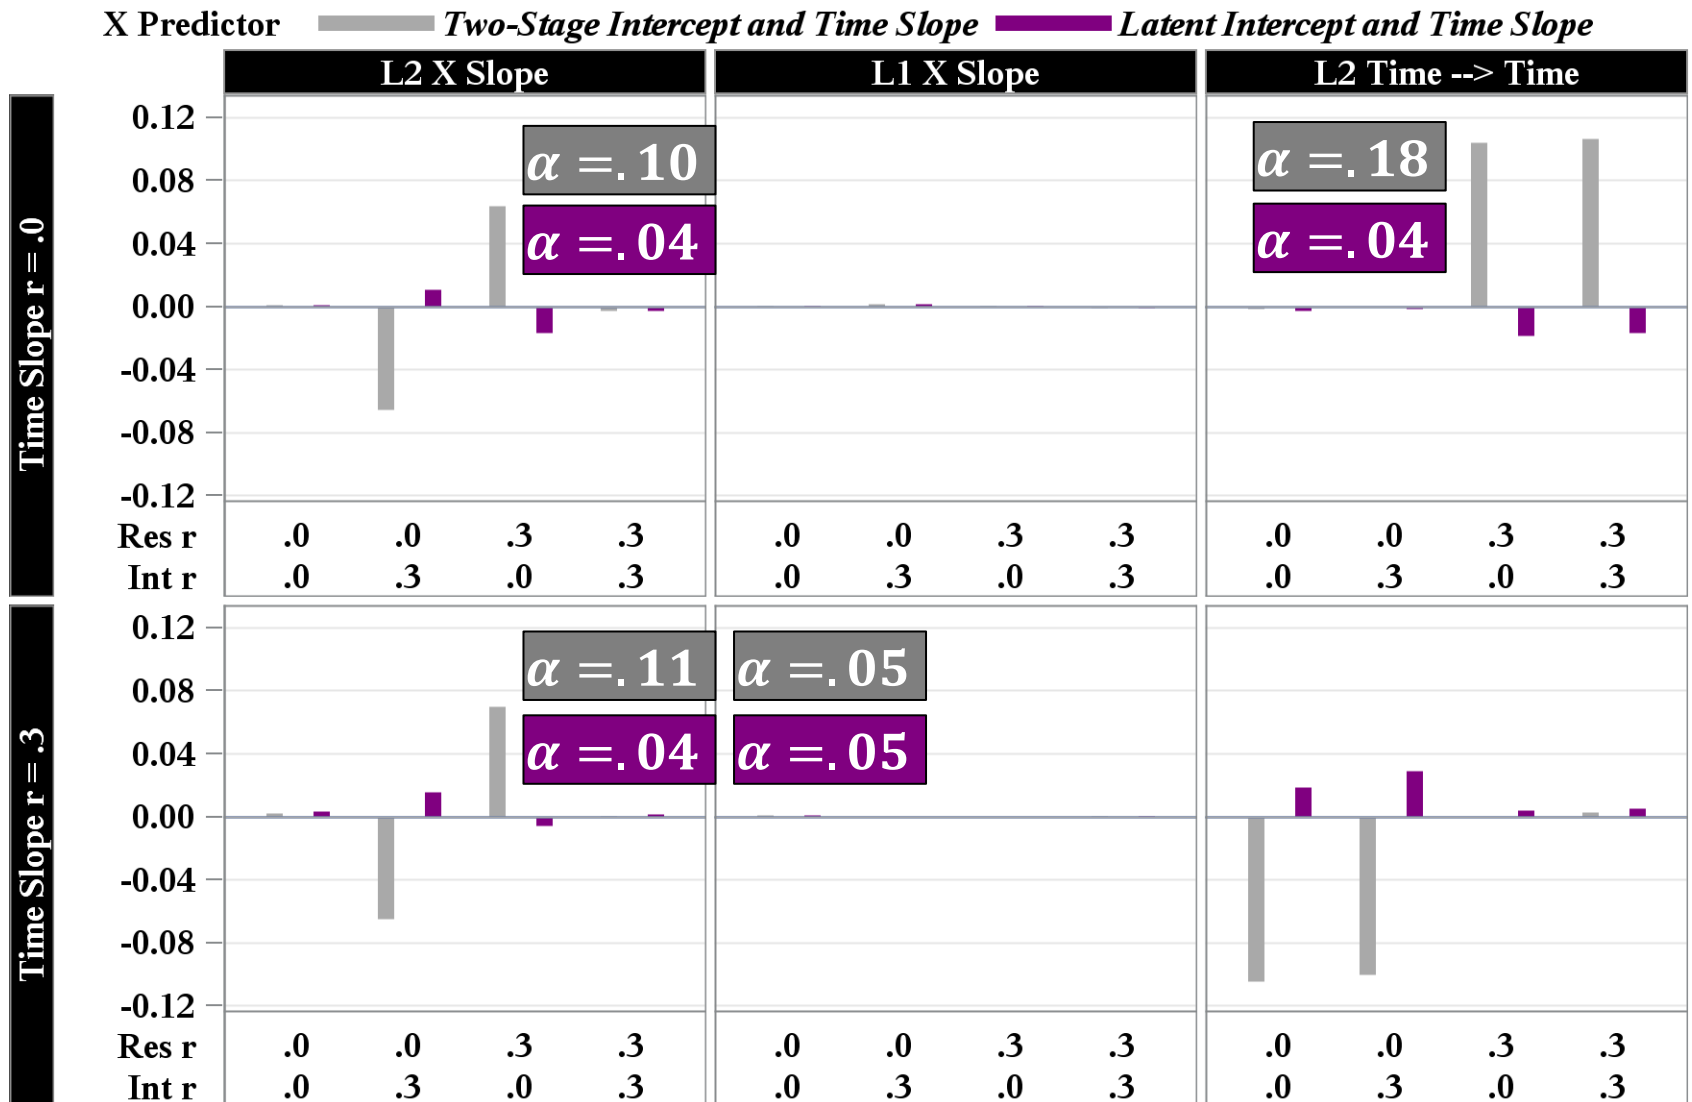 X Predictor Two-Stage Intercept and Time Slope Latent Intercept and Time Slope
L2 X Slope L1 X Slope L2 Time --> Time
Time Slope r = .0
0.12
0.08
0.04
0.00
-0.04
-0.08
-0.12
α =. 10
α =. 04
α =. 18
α =. 04
Res r .0 .0 .3 .3 .0 .0 .3 .3 .0 .0 .3 .3
Int r .0 .3 .0 .3 .0 .3 .0 .3 .0 .3 .0 .3
Time Slope r = .3
0.12
0.08
0.04
0.00
-0.04
-0.08
-0.12
α =. 11
α =. 04
α =. 05
α =. 05
Res r .0 .0 .3 .3 .0 .0 .3 .3 .0 .0 .3 .3
Int r .0 .3 .0 .3 .0 .3 .0 .3 .0 .3 .0 .3